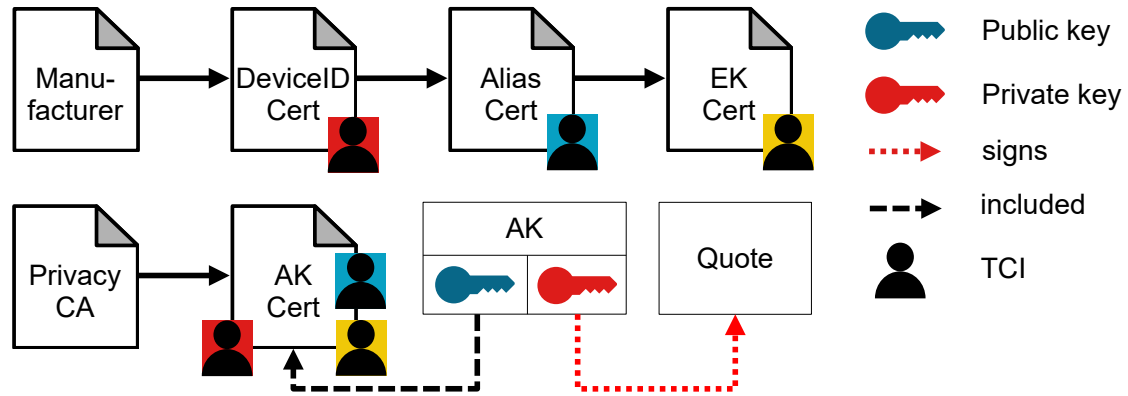 Manu-
facturer
DeviceID
Cert
Alias
Cert
EK
Cert
Public key
Private key
signs
included
TCI
Privacy
CA
AK
Cert
AK
Quote